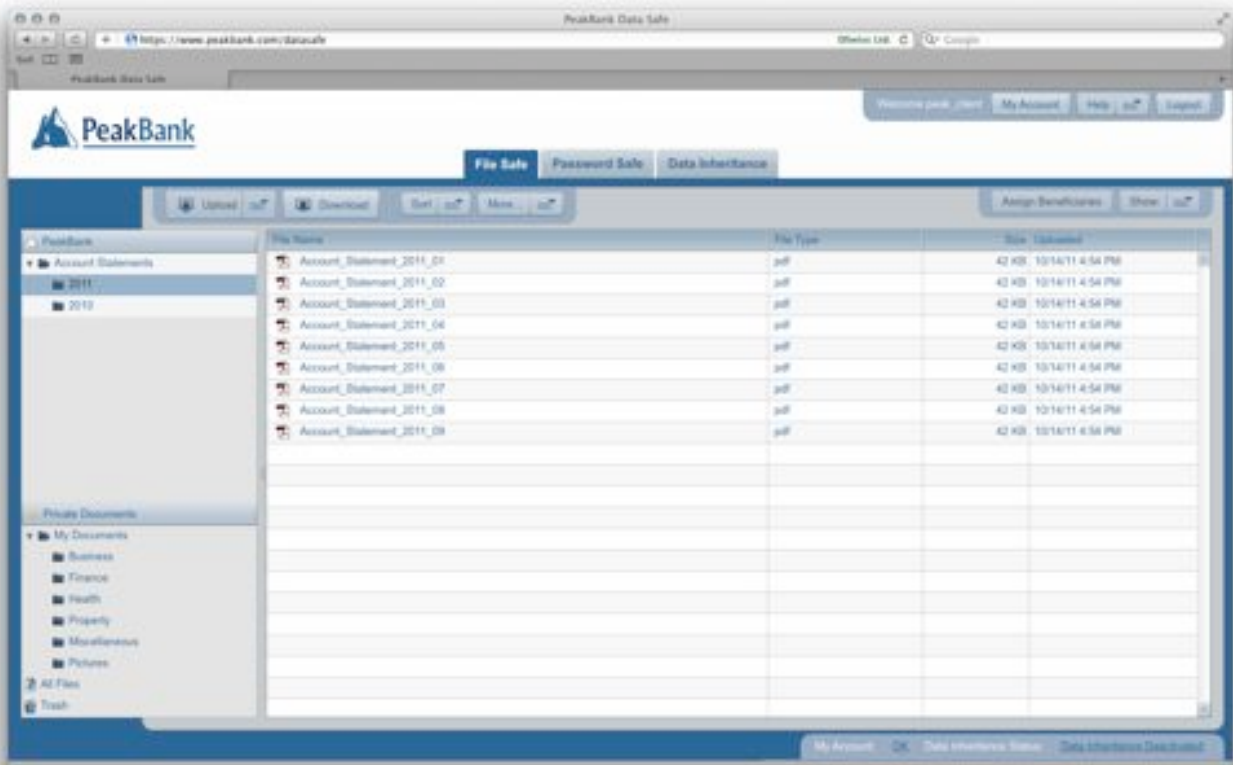 PeakBank Data Safe
https://www.peakbank.com/datasafe
Google
PeakBank Data Safe
Welcome peak_client My Account Help Logout
PeakBank
File Safe Password Safe Data Inheritance
Upload Download Sort More... Assign Beneficiaries Show
PeakBank File Name File Type Size Uploaded
Account Statements
2011
2010
Account_Statement_2011_01 pdf 42 KB 10/14/11 4:54 PM
Account_Statement_2011_02 pdf 42 KB 10/14/11 4:54 PM
Account_Statement_2011_03 pdf 42 KB 10/14/11 4:54 PM
Account_Statement_2011_04 pdf 42 KB 10/14/11 4:54 PM
Account_Statement_2011_05 pdf 42 KB 10/14/11 4:54 PM
Account_Statement_2011_06 pdf 42 KB 10/14/11 4:54 PM
Account_Statement_2011_07 pdf 42 KB 10/14/11 4:54 PM
Account_Statement_2011_08 pdf 42 KB 10/14/11 4:54 PM
Account_Statement_2011_09 pdf 42 KB 10/14/11 4:54 PM
Private Documents
My Documents
Business
Finance
Health
Property
Miscellaneous
Pictures
All Files
Trash
My Account OK Data Inheritance Status Data Inheritance Deactivated